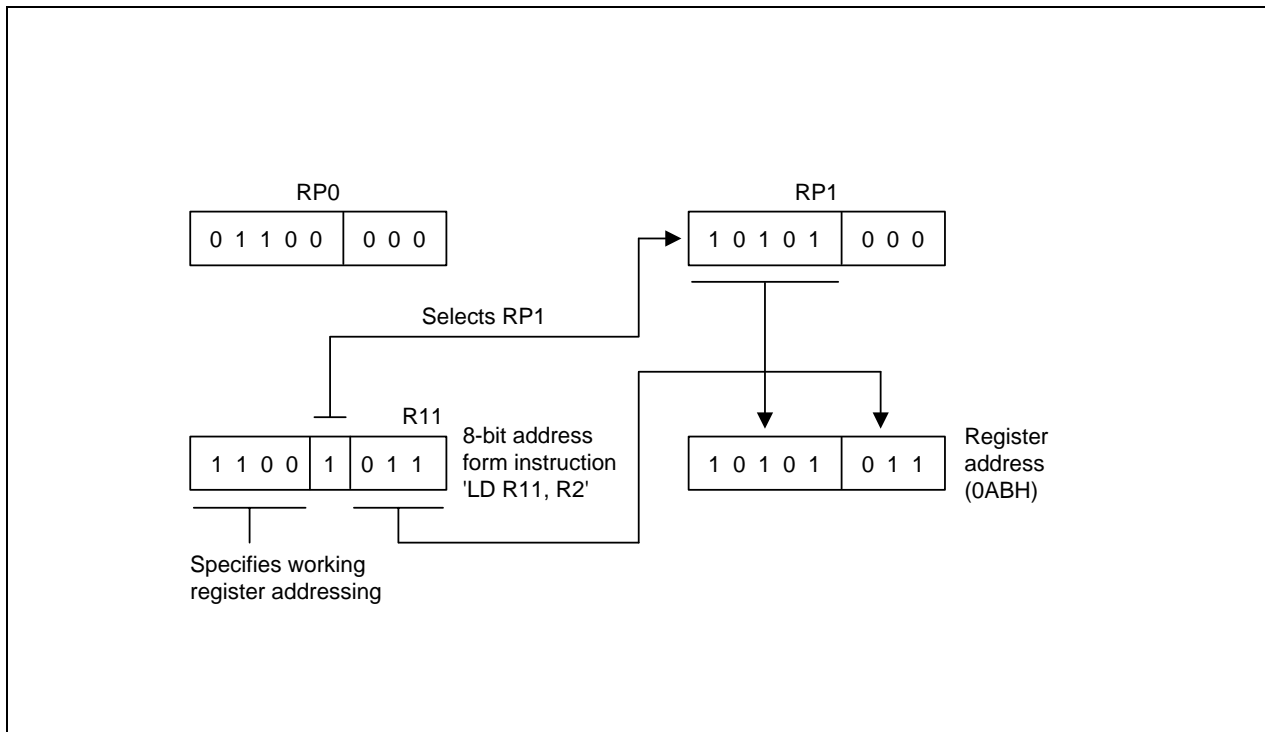 RP0
RP1
0 1 1 0 0 0 0 0
1 0 1 0 1 0 0 0
Selects RP1
R11
1 1 0 0 1 0 1 1
8-bit address
form instruction
'LD R11, R2'
1 0 1 0 1 0 1 1
Register
address
(0ABH)
Specifies working
register addressing